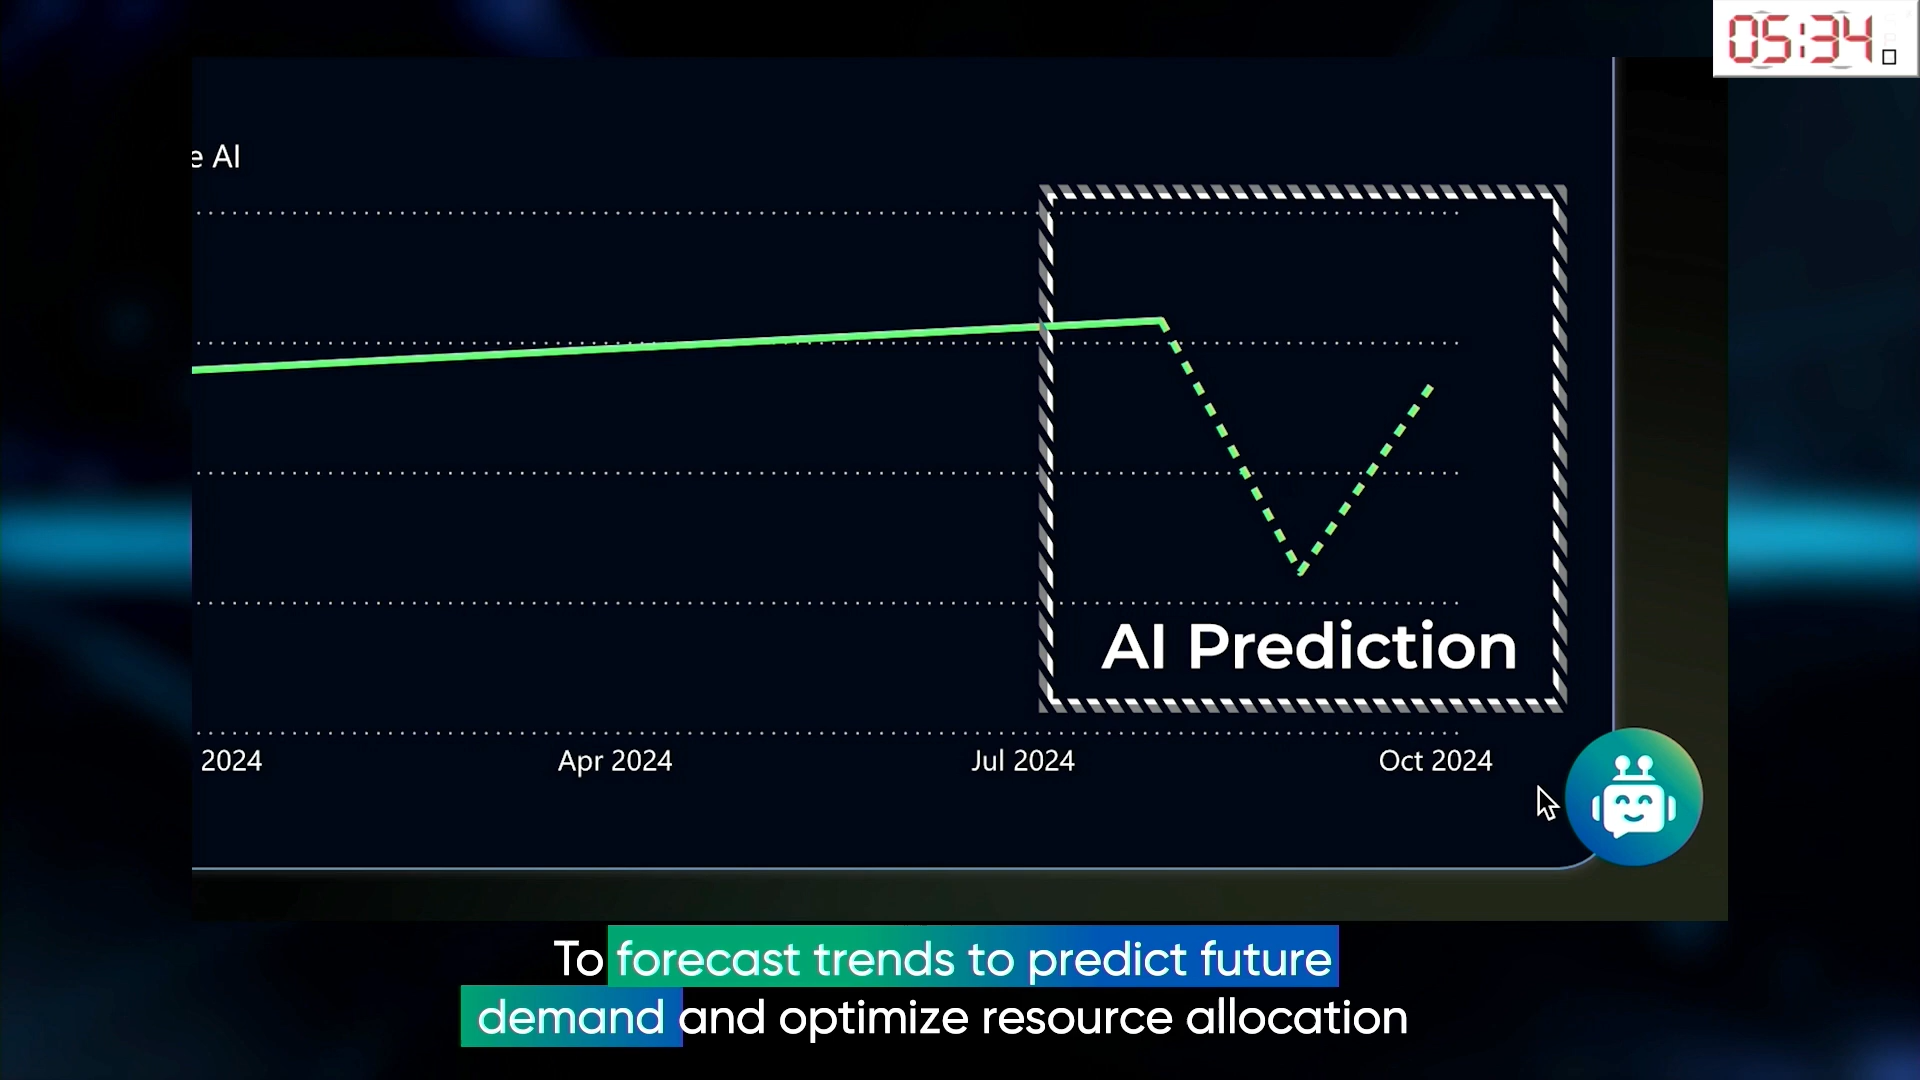 05:34
e AI
AI Prediction
2024
Apr 2024
Jul 2024
Oct 2024
To forecast trends to predict future
demand and optimize resource allocation